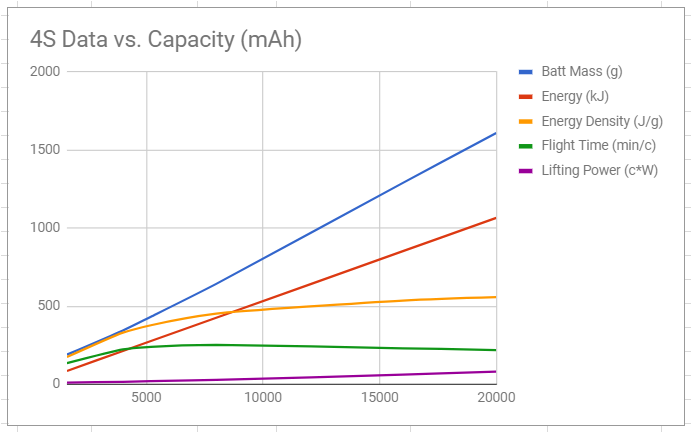 4S Data vs. Capacity (mAh)
2000
1500
1000
500
0
5000
10000
15000
20000
Batt Mass (g)
Energy (kJ)
Energy Density (J/g)
Flight Time (min/c)
Lifting Power (c*W)